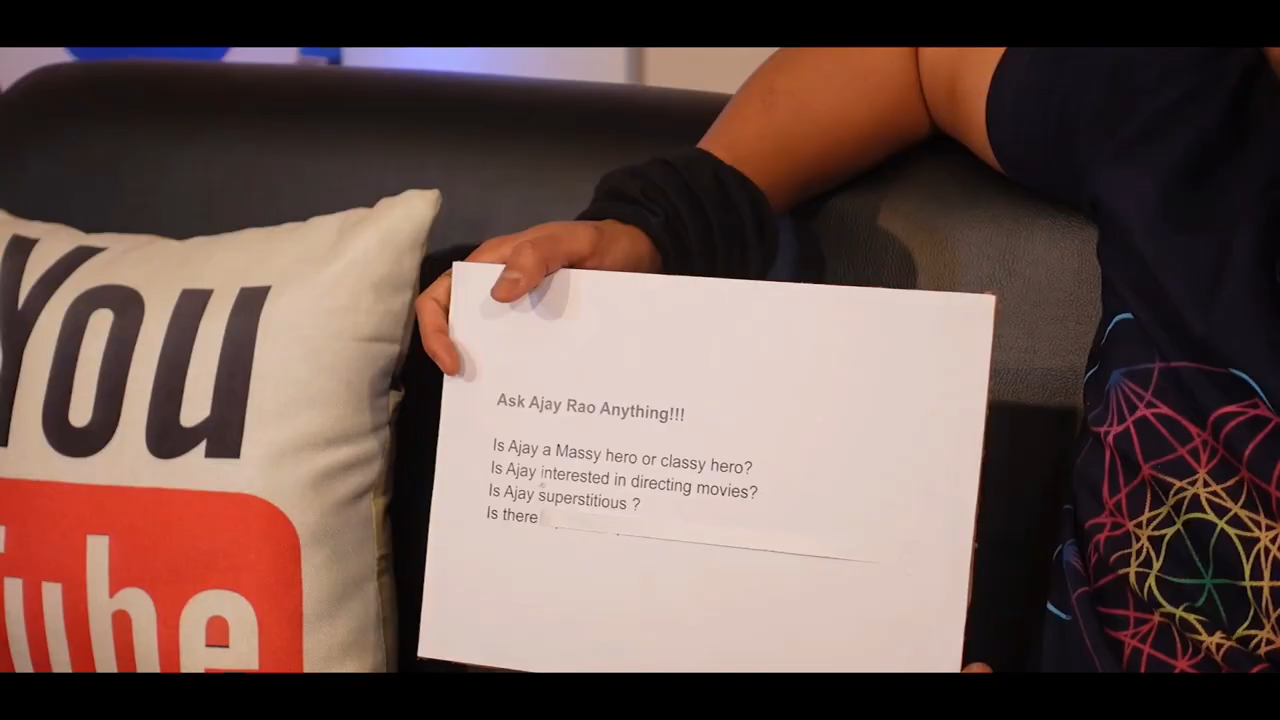 You
Tube
Ask Ajay Rao Anything!!!
Is Ajay a Massy hero or classy hero?
Is Ajay interested in directing movies?
Is Ajay superstitious ?
Is there